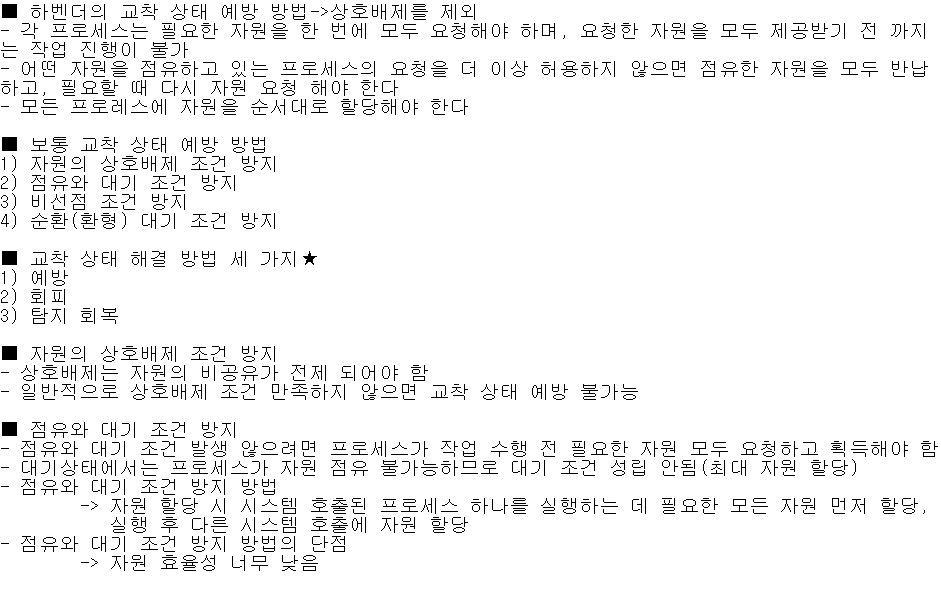 ■ 하벤더의 교착 상태 예방 방법->상호배제를 제외
- 각 프로세스는 필요한 자원을 한 번에 모두 요청해야 하며, 요청한 자원을 모두 제공받기 전 까지
는 작업 진행이 불가
- 어떤 자원을 점유하고 있는 프로세스의 요청을 더 이상 허용하지 않으면 점유한 자원을 모두 반납
하고, 필요할 때 다시 자원 요청 해야 한다
- 모든 프로레스에 자원을 순서대로 할당해야 한다
■ 보통 교착 상태 예방 방법
1) 자원의 상호배제 조건 방지
2) 점유와 대기 조건 방지
3) 비선점 조건 방지
4) 순환(환형) 대기 조건 방지
■ 교착 상태 해결 방법 세 가지★
1) 예방
2) 회피
3) 탐지 회복
■ 자원의 상호배제 조건 방지
- 상호배제는 자원의 비공유가 전제 되어야 함
- 일반적으로 상호배제 조건 만족하지 않으면 교착 상태 예방 불가능
■ 점유와 대기 조건 방지
- 점유와 대기 조건 발생 않으려면 프로세스가 작업 수행 전 필요한 자원 모두 요청하고 획득해야 함
- 대기상태에서는 프로세스가 자원 점유 불가능하므로 대기 조건 성립 안됨(최대 자원 할당)
- 점유와 대기 조건 방지 방법
-> 자원 할당 시 시스템 호출된 프로세스 하나를 실행하는 데 필요한 모든 자원 먼저 할당,
실행 후 다른 시스템 호출에 자원 할당
- 점유와 대기 조건 방지 방법의 단점
-> 자원 효율성 너무 낮음